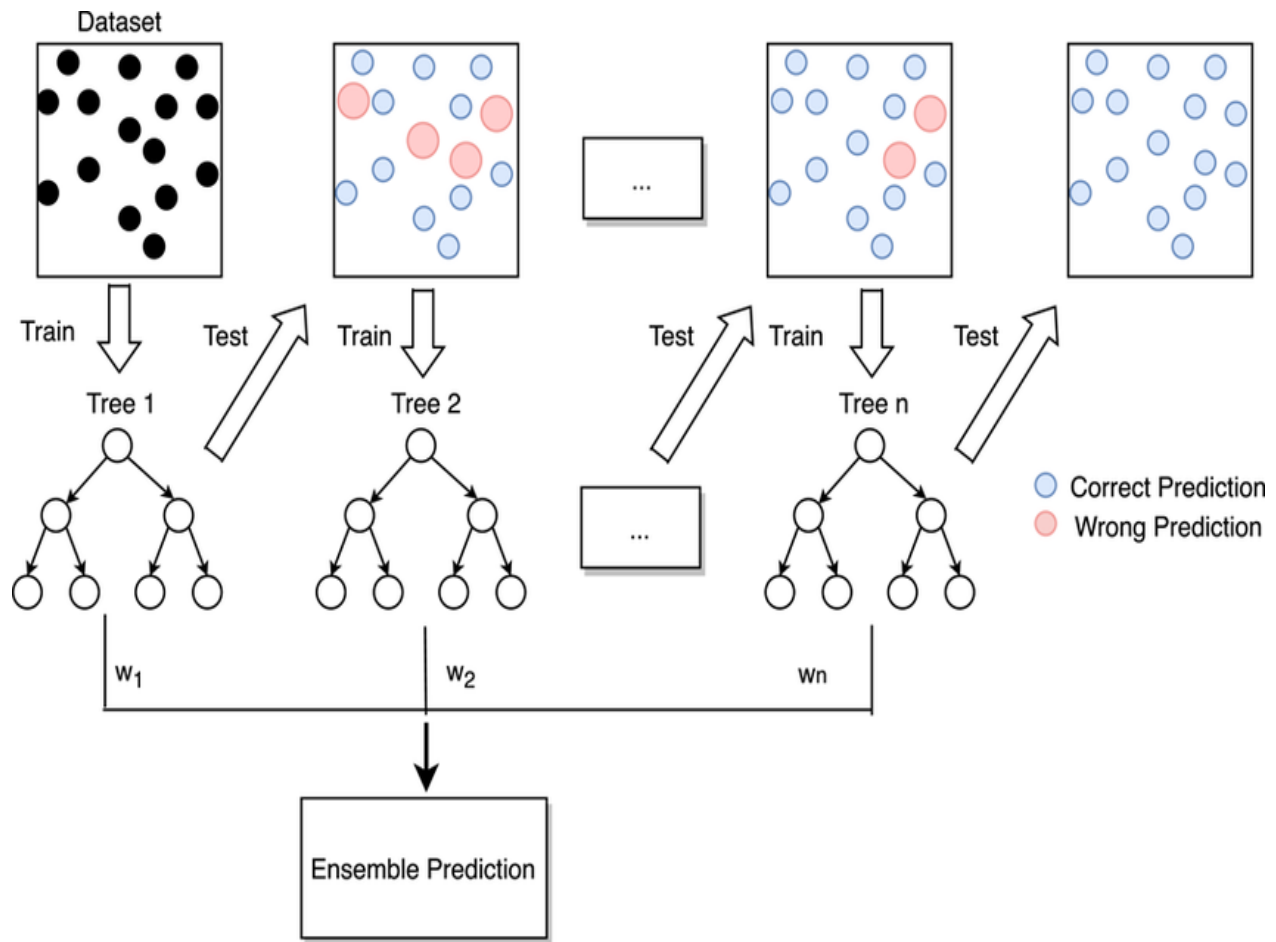 Dataset
...
Train
Test
Train
Test
Train
Test
Tree 1
Tree 2
Tree n
Correct Prediction
Wrong Prediction
...
w1
w2
wn
Ensemble Prediction